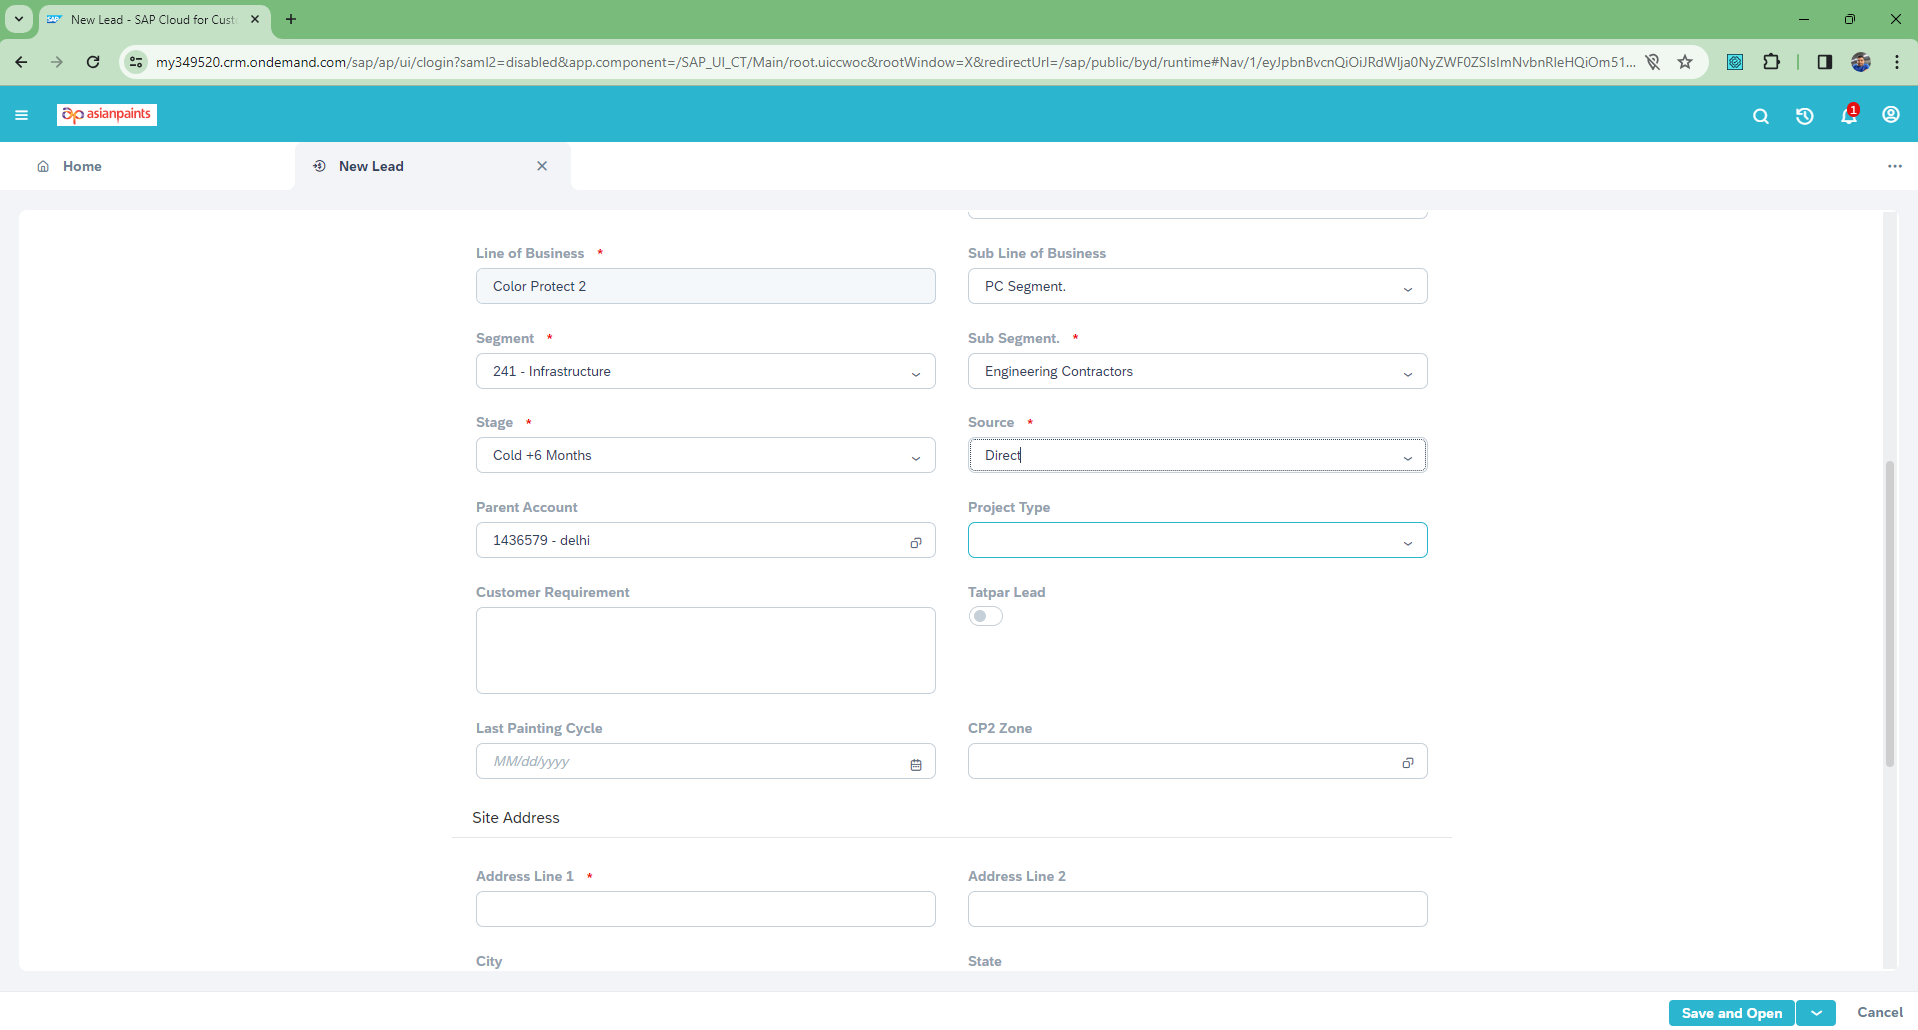 New Lead - SAP Cloud for Cust
my349520.crm.ondemand.com/sap/ap/ui/clogin?saml2=disabled&app.component=/SAP_UI_CT/Main/root.uiccwoc&rootWindow=X&redirectUrl=/sap/public/byd/runtime#Nav/1/eyJpbnBvcnQiOiJRdWlja0NyZWF0ZSIsImNvbnRleHQiOm51...
asianpaints
1
Home
New Lead
Line of Business *
Sub Line of Business
Color Protect 2
PC Segment.
Segment *
Sub Segment. *
241 - Infrastructure
Engineering Contractors
Stage *
Source *
Cold +6 Months
Direct
Parent Account
Project Type
1436579 - delhi
Customer Requirement
Tatpar Lead
Last Painting Cycle
CP2 Zone
MM/dd/yyyy
Site Address
Address Line 1 *
Address Line 2
City
State
Save and Open
Cancel